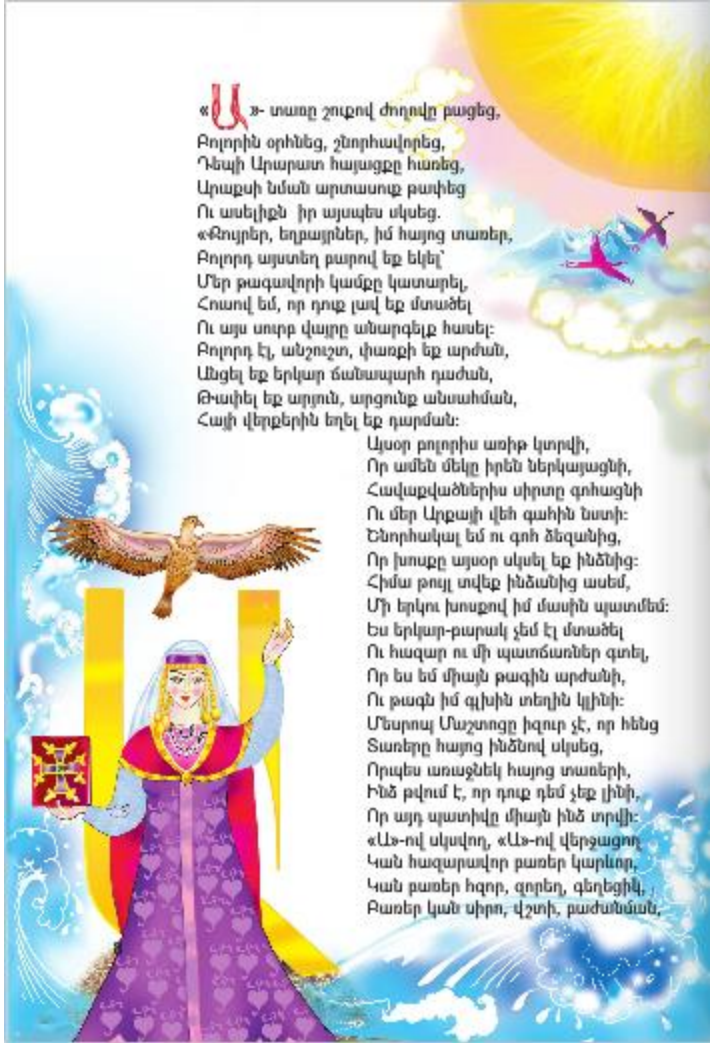 «Ա»- տառը շուքով ժողովը բացեց,
Բոլորին օրհնեց, շնորհավորեց,
Դեպի Արարատ հայացքը հառեց,
Արաքսի նման արտասուք թափեց
Ու ասելիքն իր այսպես սկսեց.
«Քույրեր, եղբայրներ, իմ հայոց տառեր,
Բոլորդ այստեղ բարով եք եկել՝
Մեր թագավորի կամքը կատարել,
Հուսով եմ, որ դուք լավ եք մտածել
Ու այս սուրբ վայրը անարգելք հասել:
Բոլորդ էլ, անշուշտ, փառքի եք արժան,
Անցել եք երկար ճանապարհ դաժան,
Թափել եք արյուն, արցունք անսահման,
Հայի վերքերին եղել եք դարման:
Այսօր բոլորիս առիթ կտրվի,
Որ ամեն մեկը իրեն ներկայացնի,
Հավաքվածներիս սիրտը գոհացնի
Ու մեր Արքայի վեհ գահին նստի:
Շնորհակալ եմ ու գոհ ձեզանից,
Որ խոսքը այսօր սկսել եք ինձնից:
Հիմա թույլ տվեք ինձանից ասեմ,
Մի երկու խոսքով իմ մասին պատմեմ:
Ես երկար-բարակ չեմ էլ մտածել
Ու հազար ու մի պատճառներ գտել,
Որ ես եմ միայն թագին արժանի,
Ու թագն իմ գլխին տեղին կլինի:
Մեսրոպ Մաշտոցը իզուր չէ, որ հենց
Տառերը հայոց ինձնով սկսեց,
Որպես առաջնեկ հայոց տառերի,
Ինձ թվում է, որ դուք դեմ չեք լինի,
Որ այդ պատիվը միայն ինձ տրվի:
«Ա»-ով սկսվող, «Ա»-ով վերջացող
Կան հազարավոր բառեր կարևոր,
Կան բառեր հզոր, զորեղ, գեղեցիկ,
Բառեր կան սիրո, վշտի, բաժանման,